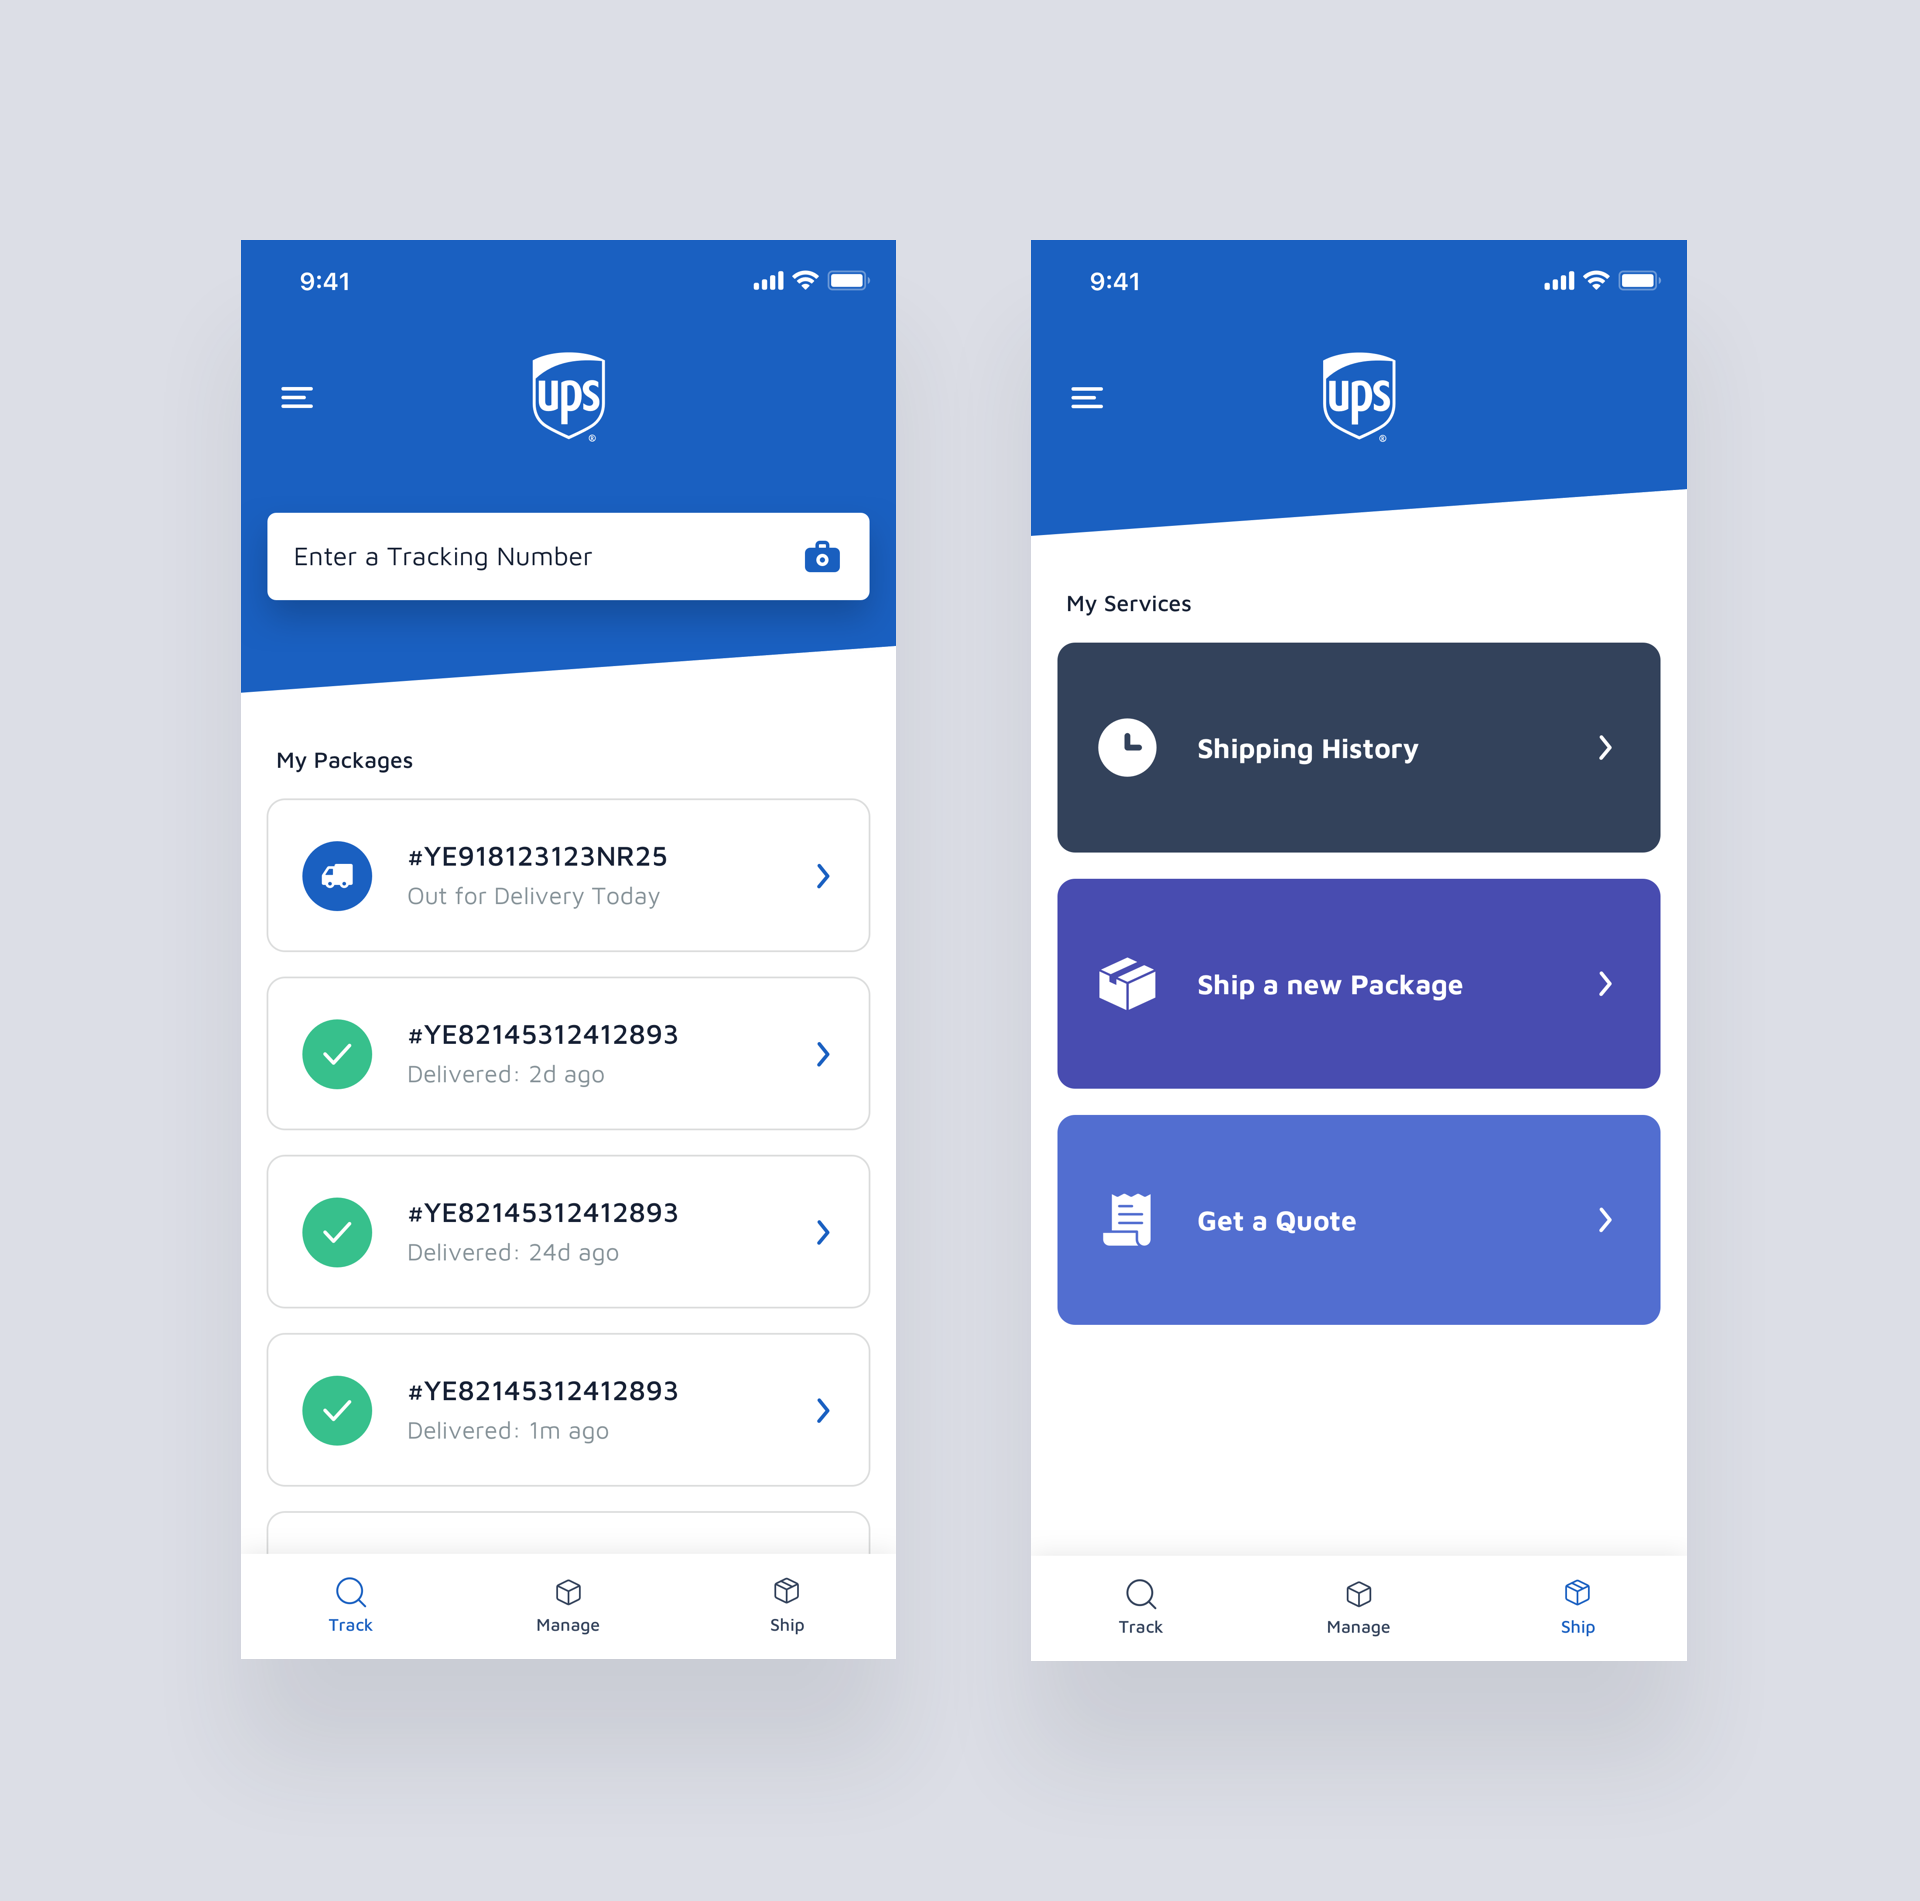 9:41
ups
®
Enter a Tracking Number
My Packages
#YE918123123NR25
Out for Delivery Today
#YE82145312412893
Delivered: 2d ago
#YE82145312412893
Delivered: 24d ago
#YE82145312412893
Delivered: 1m ago
Track
Manage
Ship
9:41
ups
®
My Services
Shipping History
Ship a new Package
Get a Quote
Track
Manage
Ship